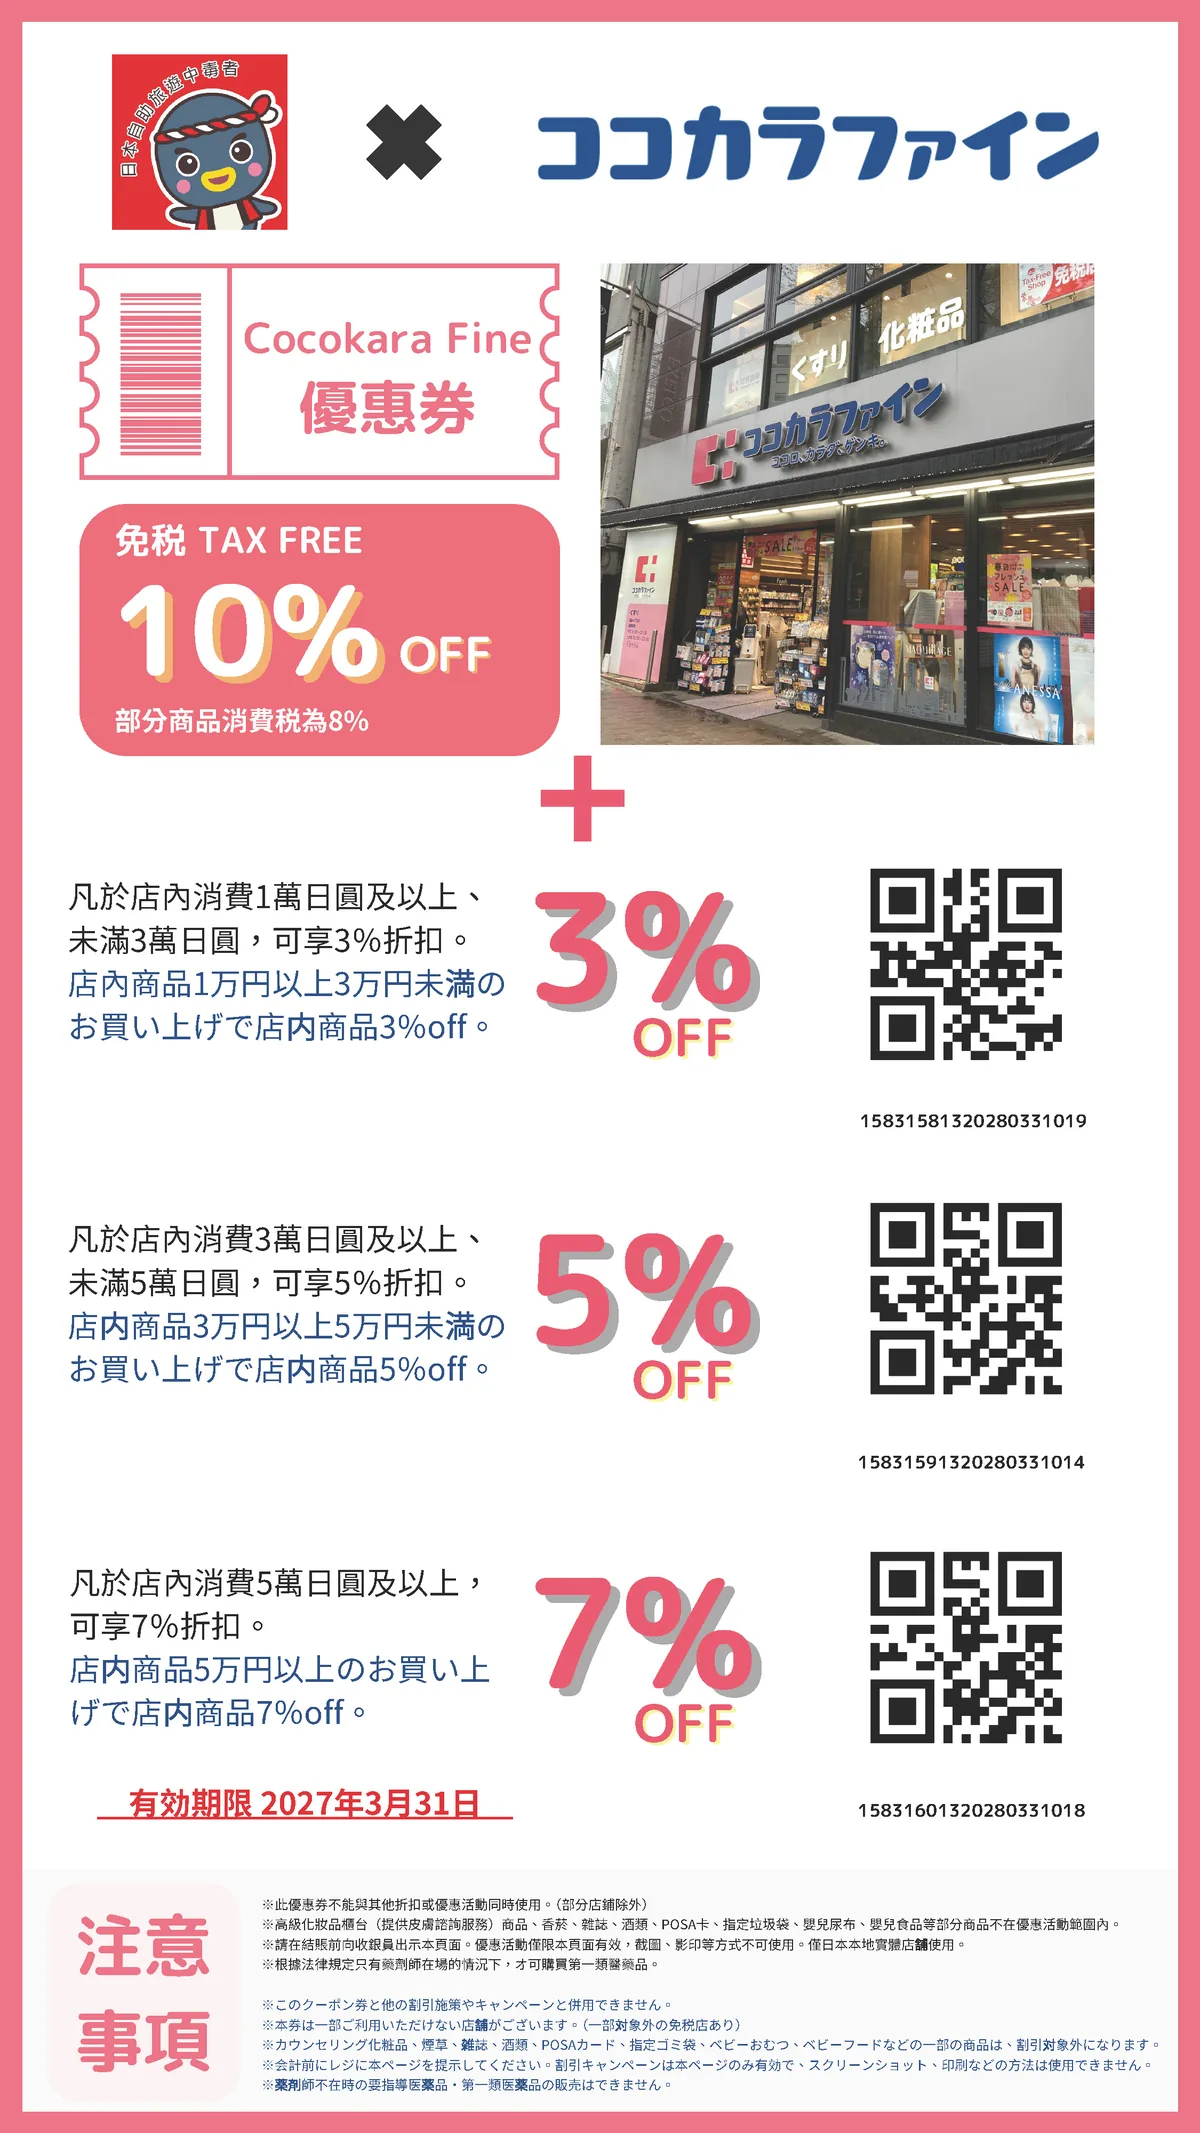 日本自助旅遊中毒者
ココカラファイン
Cocokara Fine
優惠券
免税 TAX FREE
10% OFF
部分商品消費税為8%
Tax-Free Shop
免税店
くすり
化粧品
ココカラファイン
ココロ、カラダ、ゲンキ。
SALE
ココカラファイン
くすり
SALE
MAQUILLAGE
ANESSA
+
凡於店內消費1萬日圓及以上、
未滿3萬日圓，可享3%折扣。
店內商品1万円以上3万円未満の
お買い上げで店内商品3%off。
3%
OFF
15831581320280331019
凡於店內消費3萬日圓及以上、
未滿5萬日圓，可享5%折扣。
店内商品3万円以上5万円未満の
お買い上げで店内商品5%off。
5%
OFF
15831591320280331014
凡於店內消費5萬日圓及以上，
可享7%折扣。
店内商品5万円以上のお買い上
げで店内商品7%off。
7%
OFF
有効期限 2027年3月31日
15831601320280331018
注意
事項
※此優惠券不能與其他折扣或優惠活動同時使用。（部分店鋪除外）
※高級化妝品櫃台（提供皮膚諮詢服務）商品、香菸、雜誌、酒類、POSA卡、指定垃圾袋、嬰兒尿布、嬰兒食品等部分商品不在優惠活動範圍內。
※請在結賬前向收銀員出示本頁面。優惠活動僅限本頁面有效，截圖、影印等方式不可使用。僅日本本地實體店舗使用。
※根據法律規定只有藥劑師在場的情況下，才可購買第一類醫藥品。
※このクーポン券と他の割引施策やキャンペーンと併用できません。
※本券は一部ご利用いただけない店舗がございます。（一部対象外の免税店あり）
※カウンセリング化粧品、煙草、雑誌、酒類、POSAカード、指定ゴミ袋、ベビーおむつ、ベビーフードなどの一部の商品は、割引対象外になります。
※会計前にレジに本ページを提示してください。割引キャンペーンは本ページのみ有効で、スクリーンショット、印刷などの方法は使用できません。
※薬剤師不在時の要指導医薬品・第一類医薬品の販売はできません。